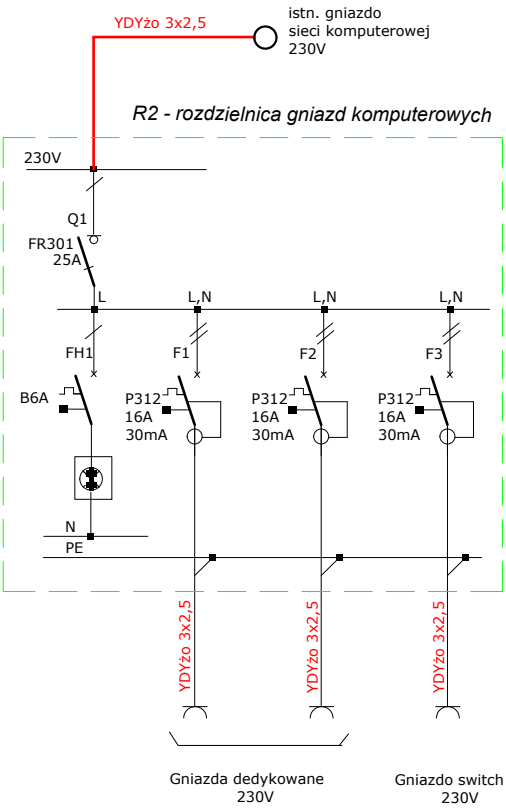 istn. gniazdo
sieci komputerowej
230V
YDYżo 3x2,5
R2 - rozdzielnica gniazd komputerowych
230V
Q1
FR301
25A
L
L,N
L,N
L,N
FH1
F1
F2
F3
B6A
P312
16A
30mA
P312
16A
30mA
P312
16A
30mA
N
PE
YDYżo 3x2,5
YDYżo 3x2,5
YDYżo 3x2,5
Gniazda dedykowane
230V
Gniazdo switch
230V